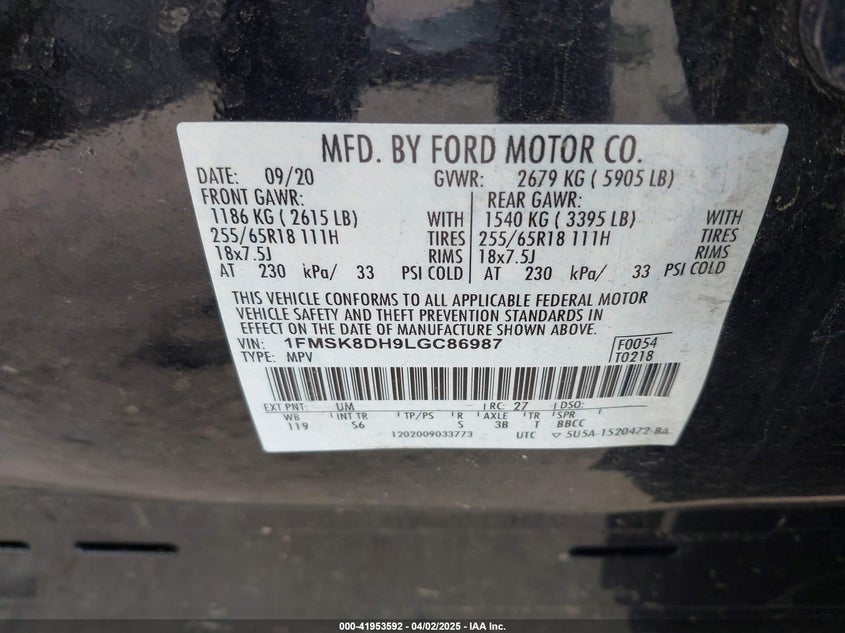 MFD. BY FORD MOTOR CO.
DATE: 09/20 GVWR: 2679 KG ( 5905 LB)
FRONT GAWR: REAR GAWR:
1186 KG ( 2615 LB) WITH 1540 KG ( 3395 LB) WITH
255/65R18 111H TIRES 255/65R18 111H TIRES
18x7.5J RIMS 18x7.5J RIMS
AT 230 kPa/ 33 PSI COLD AT 230 kPa/ 33 PSI COLD
THIS VEHICLE CONFORMS TO ALL APPLICABLE FEDERAL MOTOR
VEHICLE SAFETY AND THEFT PREVENTION STANDARDS IN
EFFECT ON THE DATE OF MANUFACTURE SHOWN ABOVE.
VIN: 1FMSK8DH9LGC86987 F0054
TYPE: MPV T0218
EXT PNT: UM RC: 27 DSO:
WB INT TR TP/PS R AXLE TR SPR
119 S6 S 3B T BBCC
1202009033773 UTC ▽ 5U5A-1520472-BA
000-41953592 - 04/02/2025 - IAA Inc.